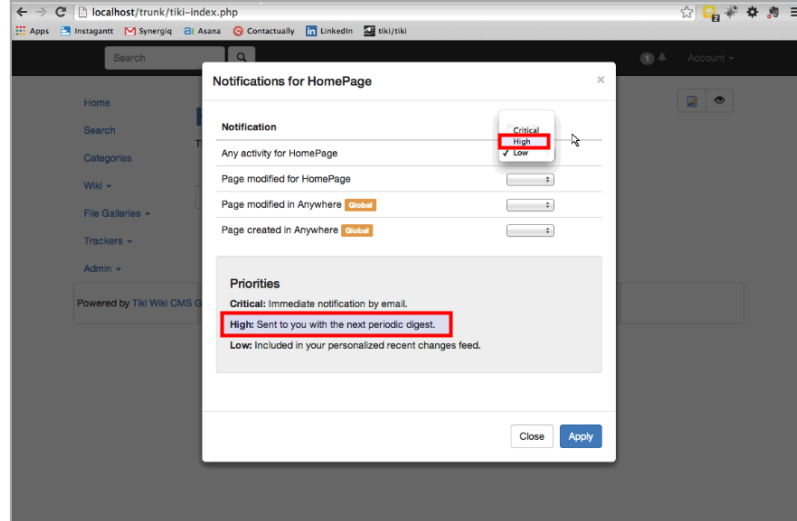 localhost/trunk/tiki-index.php
2
Apps Instagantt Synergiq Asana Contactually LinkedIn tiki/tiki
Search 1 Account
Notifications for HomePage ×
Home
Search
Categories
Wiki
File Galleries
Trackers
Admin
Powered by Tiki Wiki CMS G
Notification
Critical
High
✓ Low
Any activity for HomePage
Page modified for HomePage
Page modified in Anywhere Global
Page created in Anywhere Global
Priorities
Critical: Immediate notification by email.
High: Sent to you with the next periodic digest.
Low: Included in your personalized recent changes feed.
Close Apply